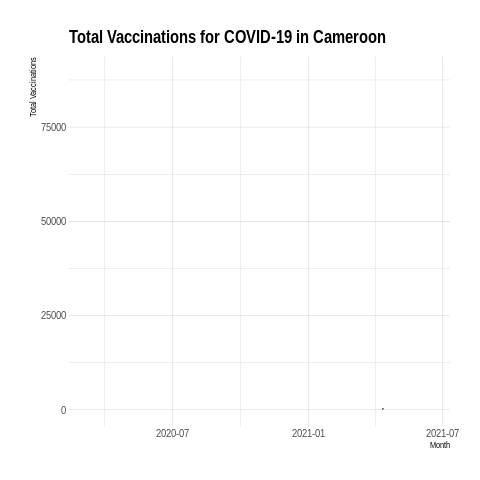 Total Vaccinations for COVID-19 in Cameroon
Total Vaccinations
75000
50000
25000
0
2020-07 2021-01 2021-07
Month